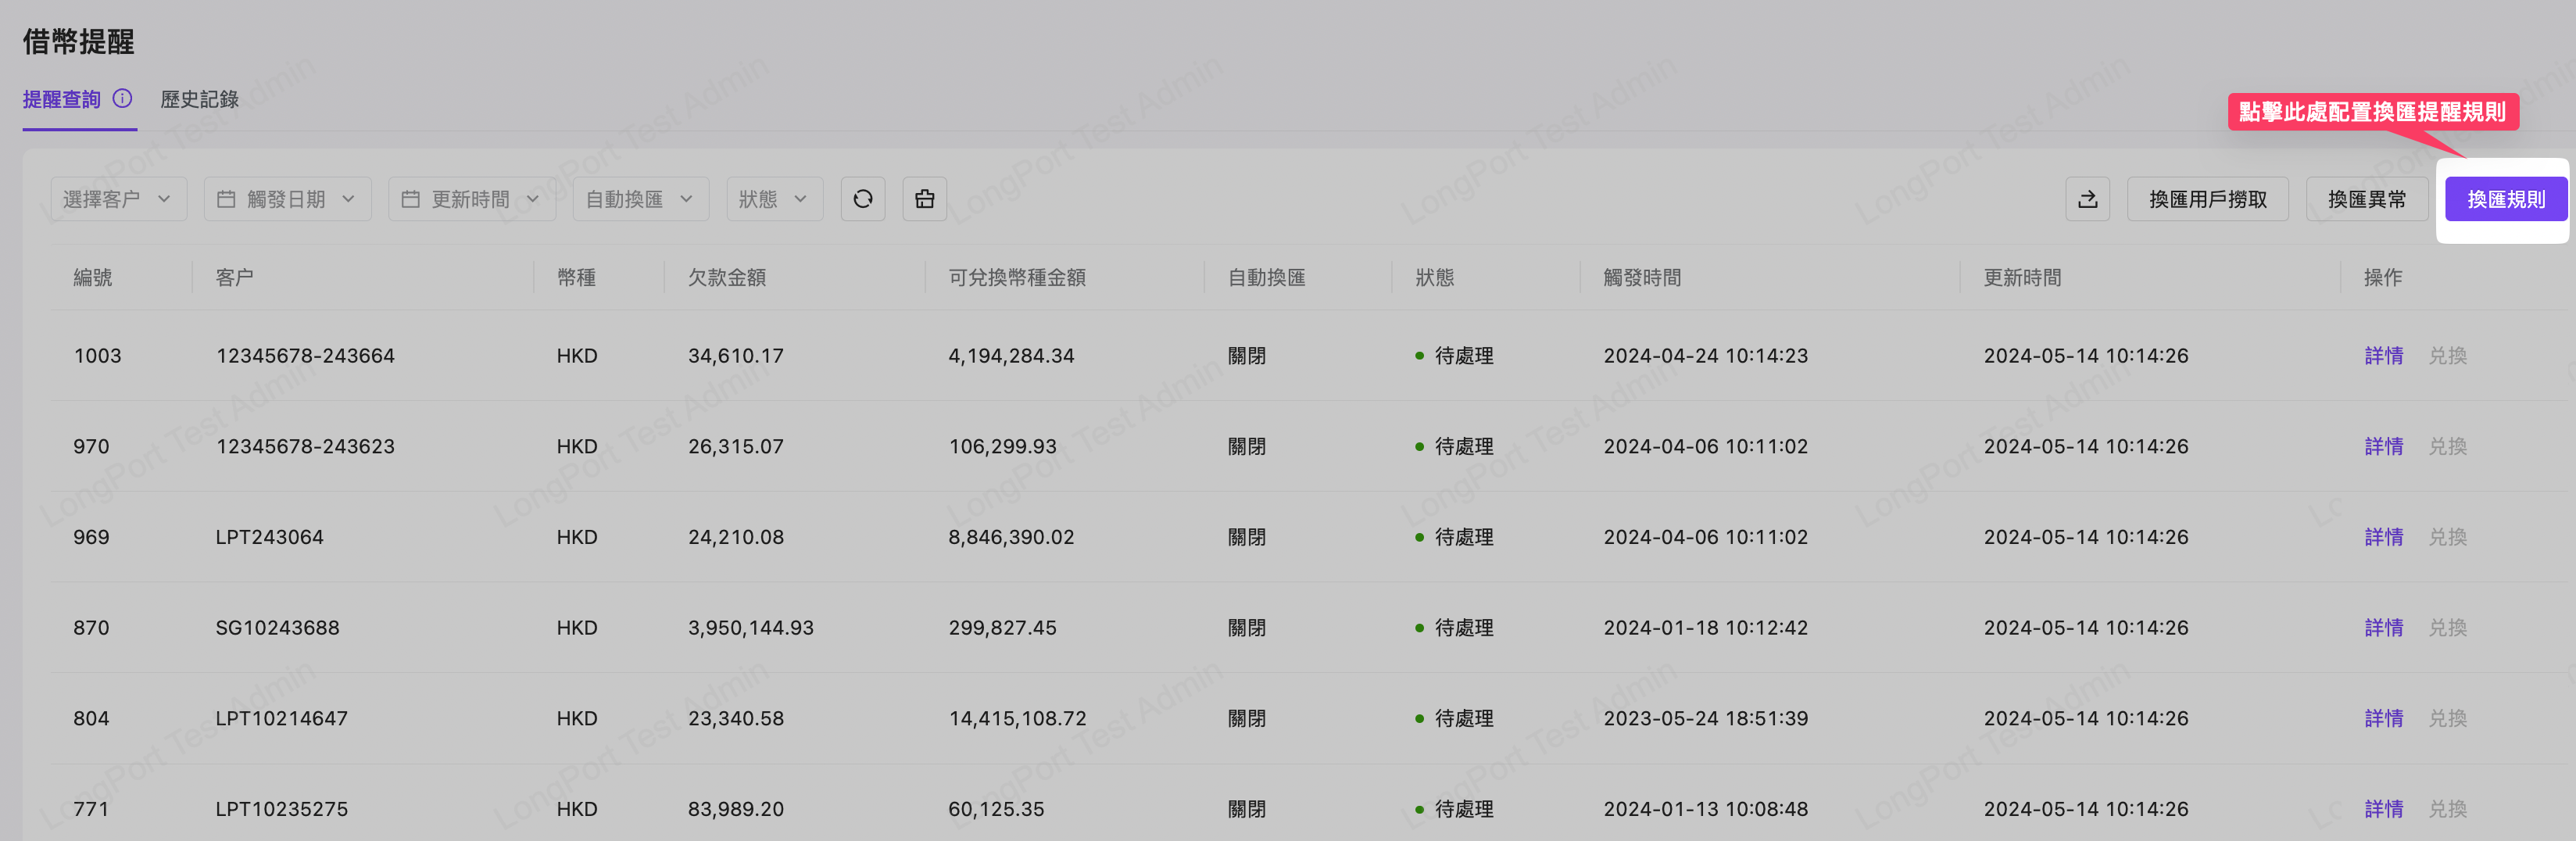 借幣提醒
提醒查詢 歷史記錄
點擊此處配置換匯提醒規則
選擇客户 觸發日期 更新時間 自動換匯 狀態 換匯用戶撈取 換匯異常 換匯規則
編號 客户 幣種 欠款金額 可兌換幣種金額 自動換匯 狀態 觸發時間 更新時間 操作
1003 12345678-243664 HKD 34,610.17 4,194,284.34 關閉 待處理 2024-04-24 10:14:23 2024-05-14 10:14:26 詳情 兌換
970 12345678-243623 HKD 26,315.07 106,299.93 關閉 待處理 2024-04-06 10:11:02 2024-05-14 10:14:26 詳情 兌換
969 LPT243064 HKD 24,210.08 8,846,390.02 關閉 待處理 2024-04-06 10:11:02 2024-05-14 10:14:26 詳情 兌換
870 SG10243688 HKD 3,950,144.93 299,827.45 關閉 待處理 2024-01-18 10:12:42 2024-05-14 10:14:26 詳情 兌換
804 LPT10214647 HKD 23,340.58 14,415,108.72 關閉 待處理 2023-05-24 18:51:39 2024-05-14 10:14:26 詳情 兌換
771 LPT10235275 HKD 83,989.20 60,125.35 關閉 待處理 2024-01-13 10:08:48 2024-05-14 10:14:26 詳情 兌換
LongPort Test Admin